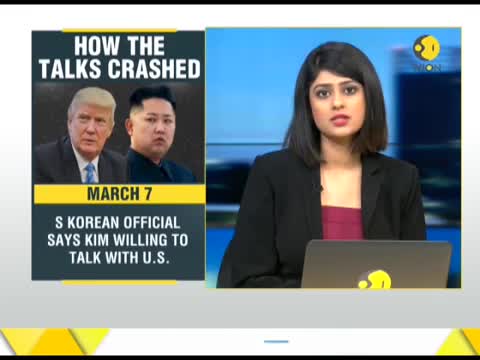 HOW THE
TALKS CRASHED
MARCH 7
S KOREAN OFFICIAL
SAYS KIM WILLING TO
TALK WITH U.S.
WION